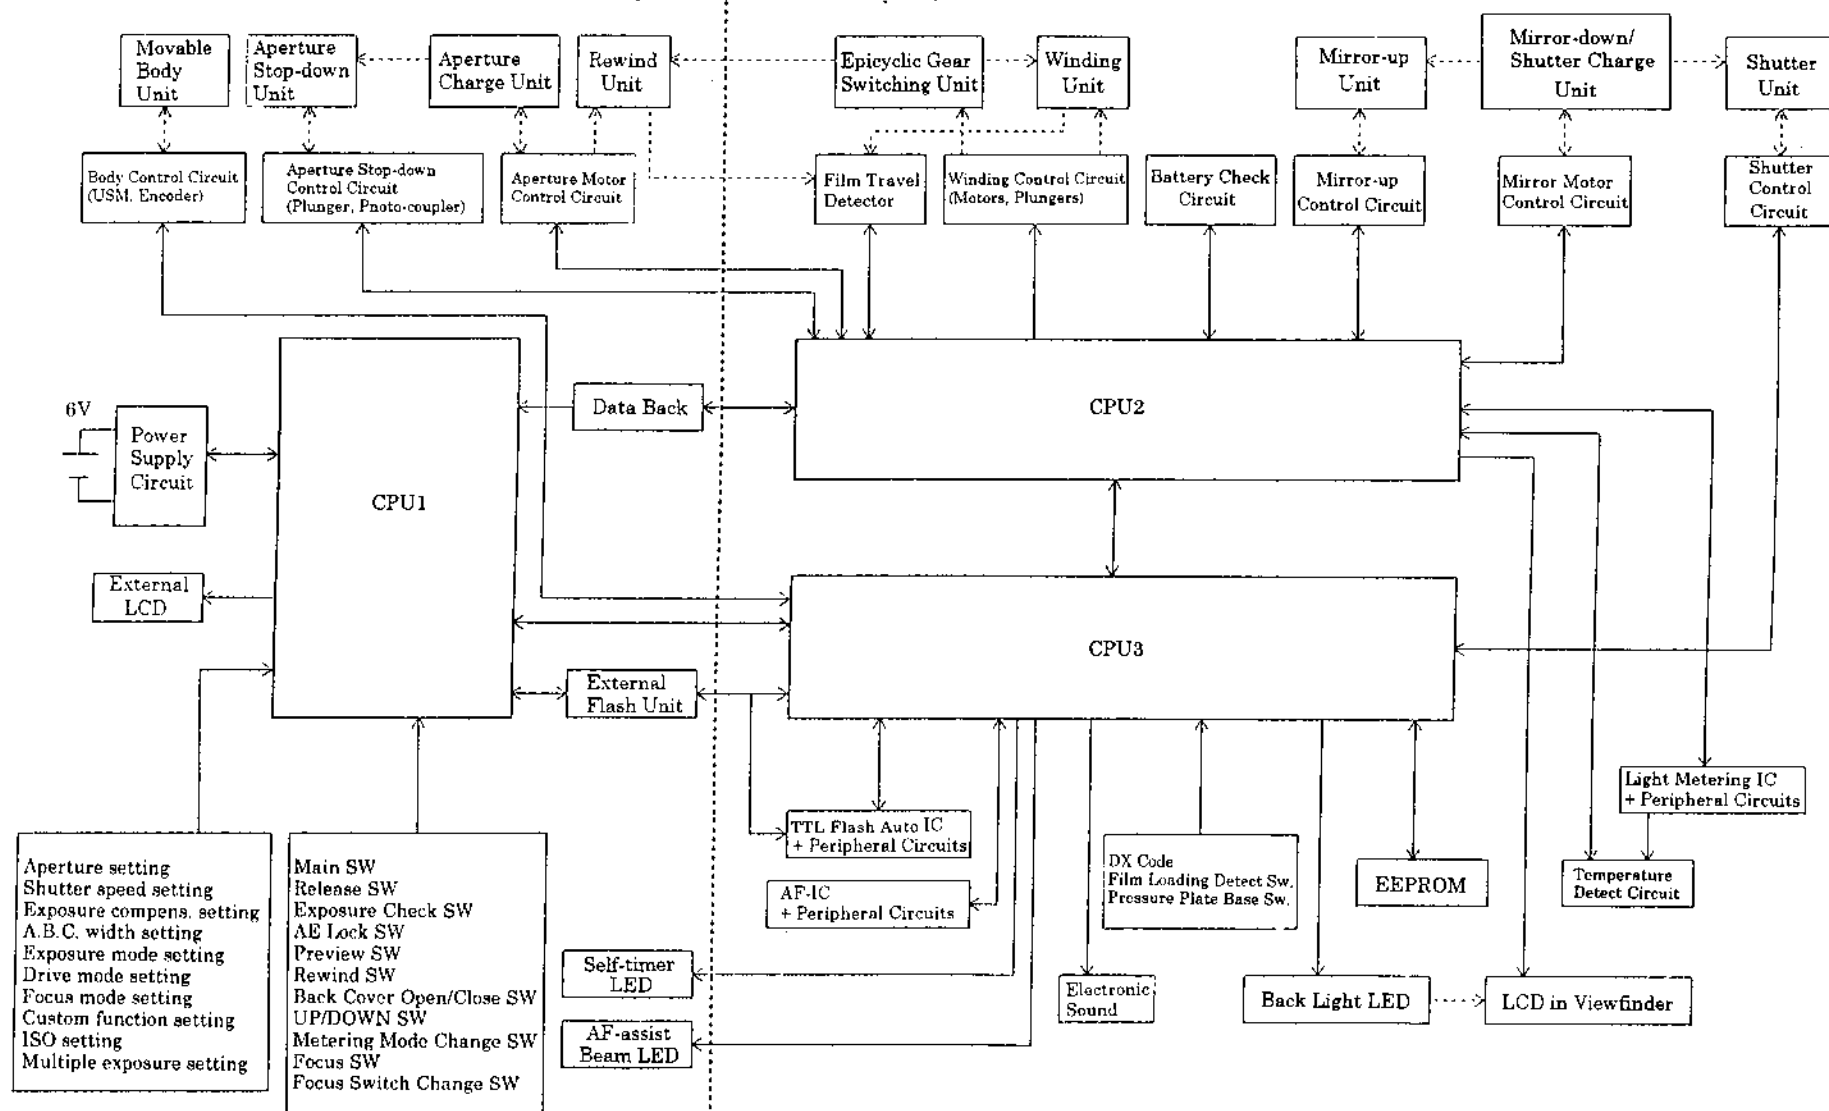 Movable
Body
Unit
Aperture
Stop-down
Unit
Aperture
Charge Unit
Rewind
Unit
Epicyclic Gear
Switching Unit
Winding
Unit
Mirror-up
Unit
Mirror-down/
Shutter Charge
Unit
Shutter
Unit
Body Control Circuit
(USM, Encoder)
Aperture Stop-down
Control Circuit
(Plunger, Pnoto-coupler)
Aperture Motor
Control Circuit
Film Travel
Detector
Winding Control Circuit
(Motors, Plungers)
Battery Check
Circuit
Mirror-up
Control Circuit
Mirror Motor
Control Circuit
Shutter
Control
Circuit
6V
Power
Supply
Circuit
CPU1
Data Back
CPU2
External
LCD
CPU3
External
Flash Unit
Light Metering IC
+ Peripheral Circuits
TTL Flash Auto IC
+ Peripheral Circuits
AF-IC
+ Peripheral Circuits
DX Code
Film Loading Detect Sw.
Pressure Plate Base Sw.
EEPROM
Temperature
Detect Circuit
Aperture setting
Shutter speed setting
Exposure compens. setting
A.B.C. width setting
Exposure mode setting
Drive mode setting
Focus mode setting
Custom function setting
ISO setting
Multiple exposure setting
Main SW
Release SW
Exposure Check SW
AE Lock SW
Preview SW
Rewind SW
Back Cover Open/Close SW
UP/DOWN SW
Metering Mode Change SW
Focus SW
Focus Switch Change SW
Self-timer
LED
AF-assist
Beam LED
Electronic
Sound
Back Light LED
LCD in Viewfinder